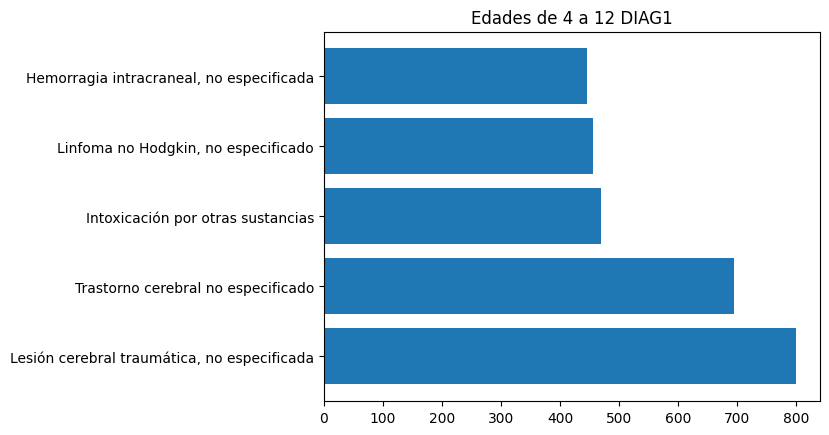 Edades de 4 a 12 DIAG1
Hemorragia intracraneal, no especificada
Linfoma no Hodgkin, no especificado
Intoxicación por otras sustancias
Trastorno cerebral no especificado
Lesión cerebral traumática, no especificada
0 100 200 300 400 500 600 700 800